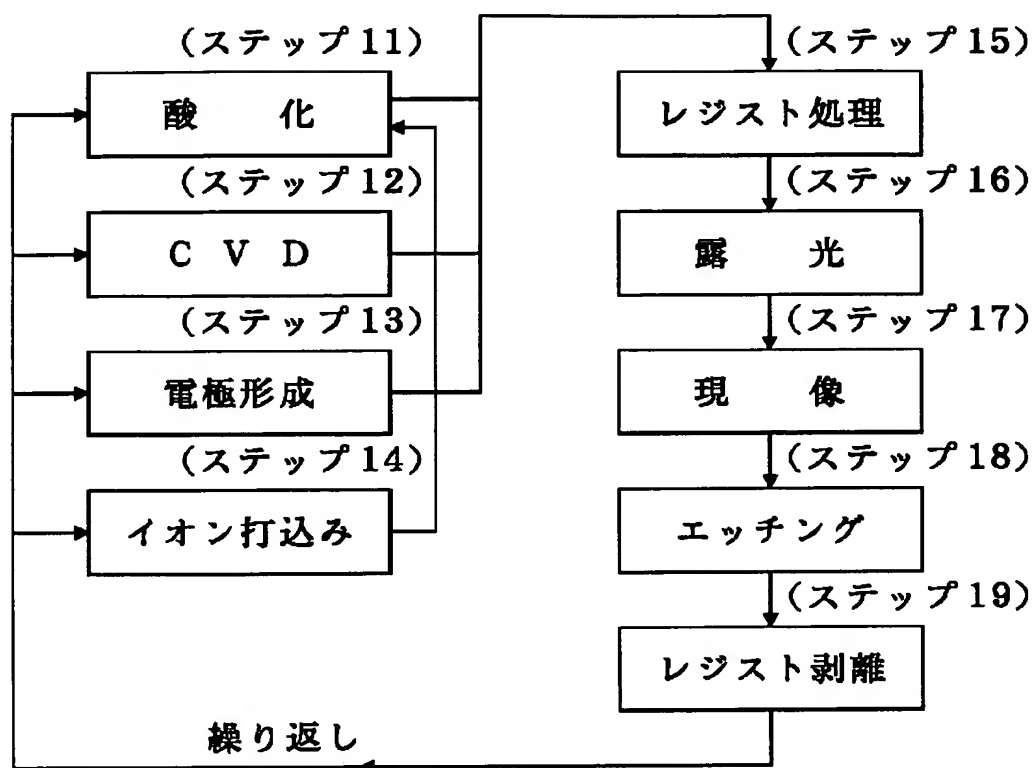 (ステップ11)
酸化
(ステップ12)
CVD
(ステップ13)
電極形成
(ステップ14)
イオン打込み
(ステップ15)
レジスト処理
(ステップ16)
露光
(ステップ17)
現像
(ステップ18)
エッチング
(ステップ19)
レジスト剥離
繰り返し